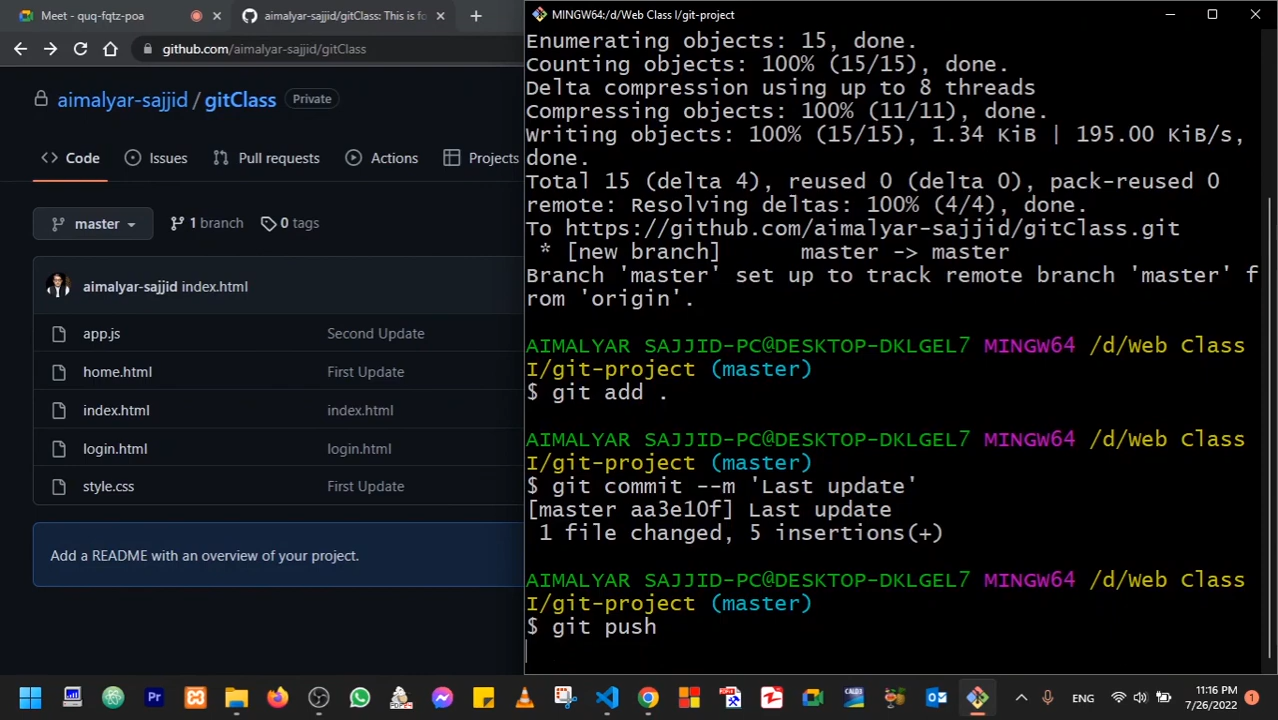 Meet - quq-fqtz-poa
aimalyar-sajjid/gitClass: This is fo
github.com/aimalyar-sajjid/gitClass
aimalyar-sajjid / gitClass Private
Code Issues Pull requests Actions Projects
master 1 branch 0 tags
aimalyar-sajjid index.html
app.js Second Update
home.html First Update
index.html index.html
login.html login.html
style.css First Update
Add a README with an overview of your project.
MINGW64:/d/Web Class I/git-project
Enumerating objects: 15, done.
Counting objects: 100% (15/15), done.
Delta compression using up to 8 threads
Compressing objects: 100% (11/11), done.
Writing objects: 100% (15/15), 1.34 KiB | 195.00 KiB/s,
done.
Total 15 (delta 4), reused 0 (delta 0), pack-reused 0
remote: Resolving deltas: 100% (4/4), done.
To https://github.com/aimalyar-sajjid/gitClass.git
* [new branch] master -> master
Branch 'master' set up to track remote branch 'master' f
rom 'origin'.
AIMALYAR SAJJID-PC@DESKTOP-DKLGEL7 MINGW64 /d/Web Class
I/git-project (master)
$ git add .
AIMALYAR SAJJID-PC@DESKTOP-DKLGEL7 MINGW64 /d/Web Class
I/git-project (master)
$ git commit --m 'Last update'
[master aa3e10f] Last update
1 file changed, 5 insertions(+)
AIMALYAR SAJJID-PC@DESKTOP-DKLGEL7 MINGW64 /d/Web Class
I/git-project (master)
$ git push
Pr
ENG
11:16 PM
7/26/2022
1